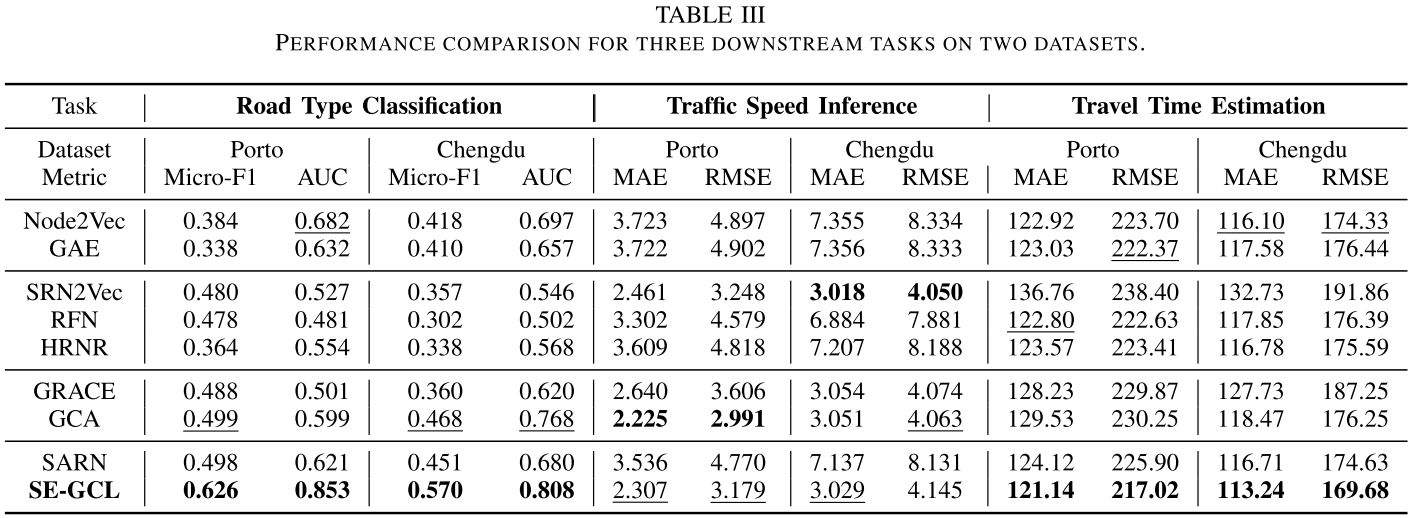 TABLE III
PERFORMANCE COMPARISON FOR THREE DOWNSTREAM TASKS ON TWO DATASETS.
Task Road Type Classification Traffic Speed Inference Travel Time Estimation
Dataset Porto Chengdu Porto Chengdu Porto Chengdu
Metric Micro-F1 AUC Micro-F1 AUC MAE RMSE MAE RMSE MAE RMSE MAE RMSE
Node2Vec 0.384 0.682 0.418 0.697 3.723 4.897 7.355 8.334 122.92 223.70 116.10 174.33
GAE 0.338 0.632 0.410 0.657 3.722 4.902 7.356 8.333 123.03 222.37 117.58 176.44
SRN2Vec 0.480 0.527 0.357 0.546 2.461 3.248 3.018 4.050 136.76 238.40 132.73 191.86
RFN 0.478 0.481 0.302 0.502 3.302 4.579 6.884 7.881 122.80 222.63 117.85 176.39
HRNR 0.364 0.554 0.338 0.568 3.609 4.818 7.207 8.188 123.57 223.41 116.78 175.59
GRACE 0.488 0.501 0.360 0.620 2.640 3.606 3.054 4.074 128.23 229.87 127.73 187.25
GCA 0.499 0.599 0.468 0.768 2.225 2.991 3.051 4.063 129.53 230.25 118.47 176.25
SARN 0.498 0.621 0.451 0.680 3.536 4.770 7.137 8.131 124.12 225.90 116.71 174.63
SE-GCL 0.626 0.853 0.570 0.808 2.307 3.179 3.029 4.145 121.14 217.02 113.24 169.68